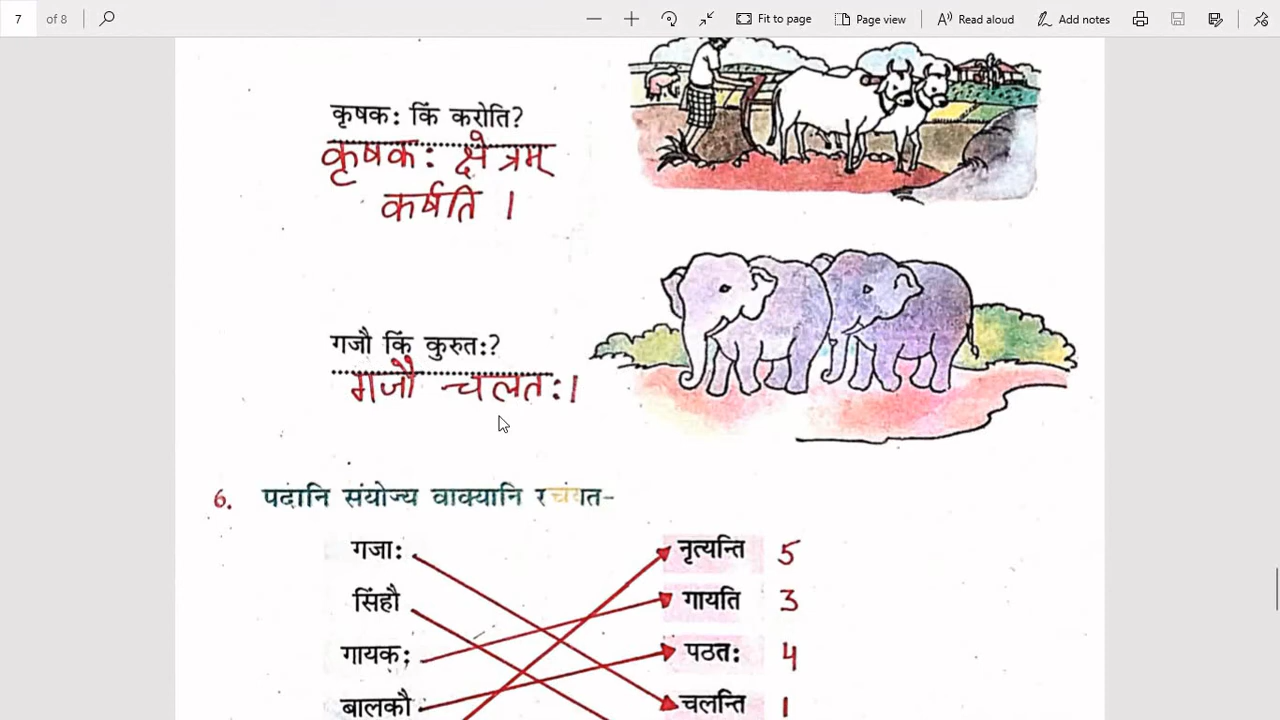 7 of 8 Fit to page Page view Read aloud Add notes
कृषकः किं करोति?
कृषकः क्षेत्रम्
कर्षति ।
गजौ किं कुरुतः?
गजौ चलतः।
6. पदानि संयोज्य वाक्यानि रचयत-
गजाः नृत्यन्ति 5
सिंहौ गायति 3
गायकः पठतः 4
बालकौ चलन्ति 1